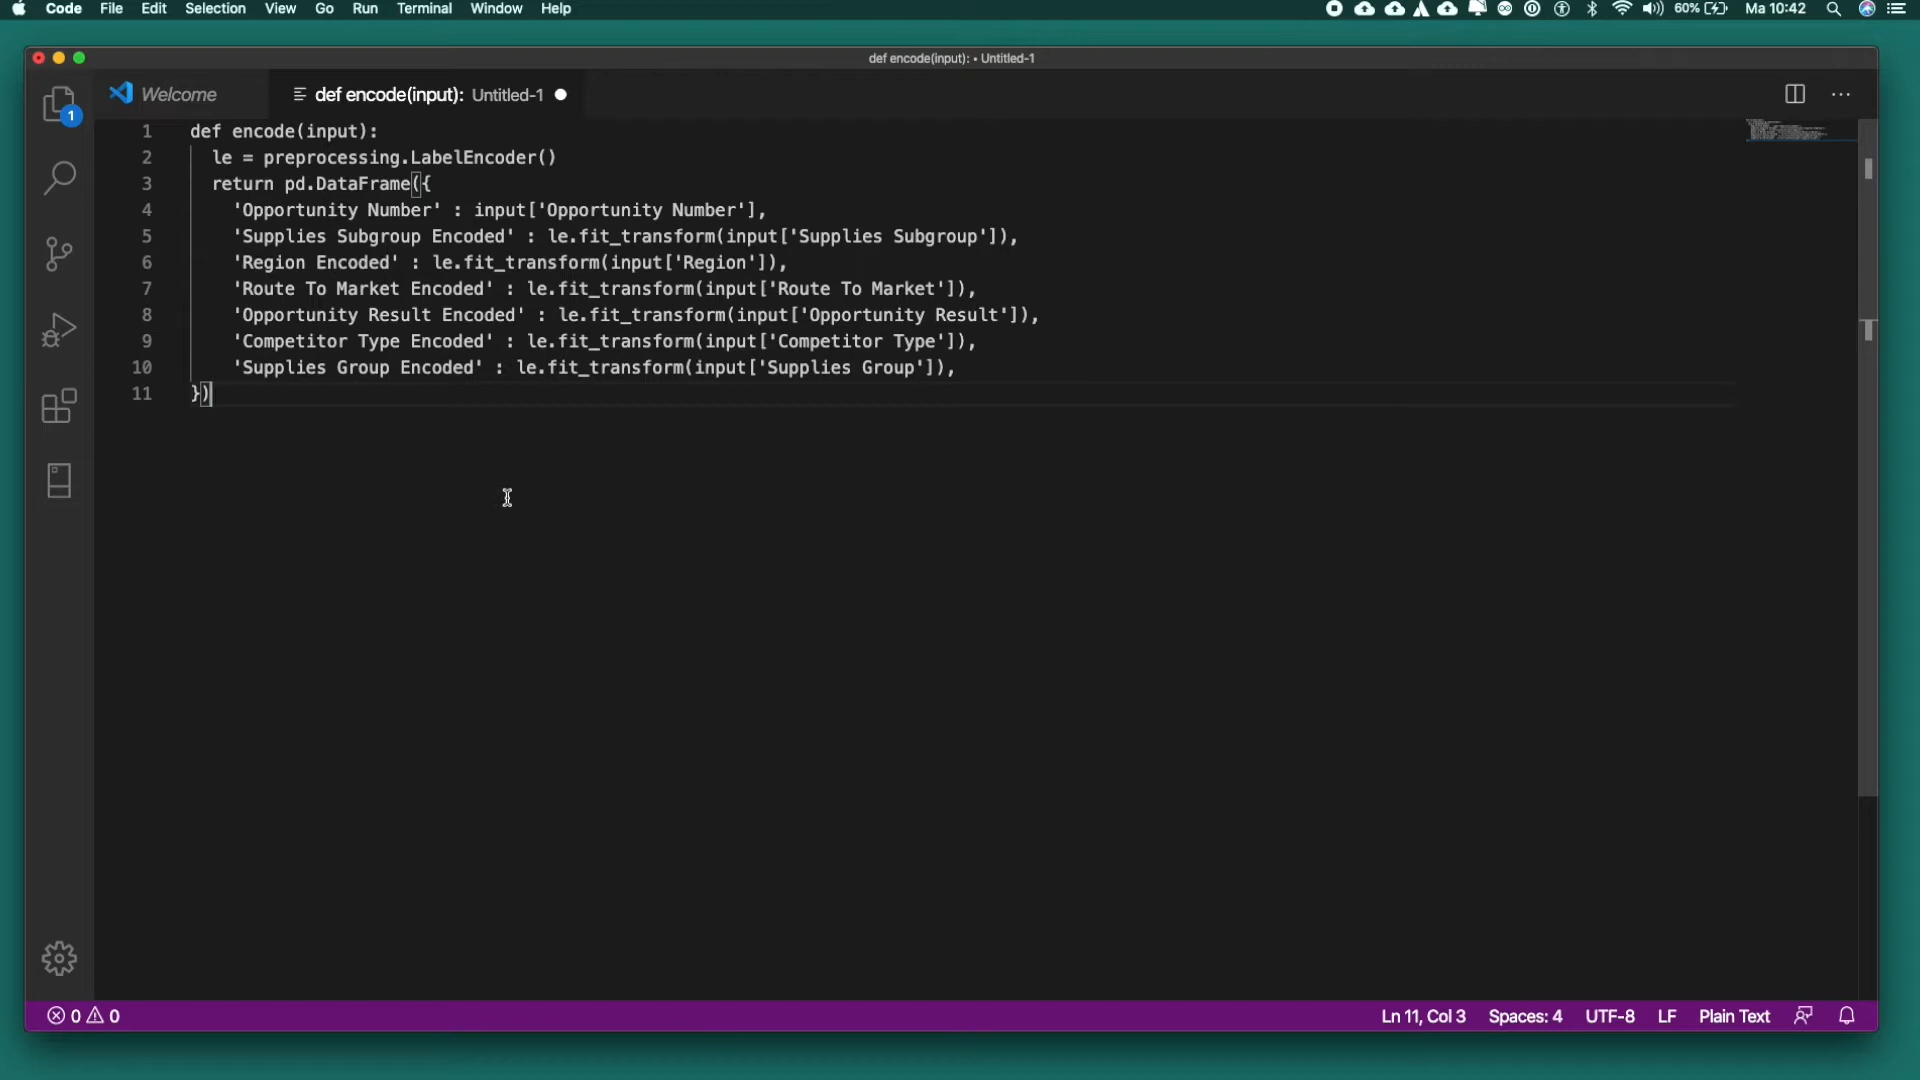 Code File Edit Selection View Go Run Terminal Window Help 60% Ma 10:42
def encode(input): • Untitled-1
Welcome def encode(input): Untitled-1
1
1 def encode(input):
2 le = preprocessing.LabelEncoder()
3 return pd.DataFrame({
4 'Opportunity Number' : input['Opportunity Number'],
5 'Supplies Subgroup Encoded' : le.fit_transform(input['Supplies Subgroup']),
6 'Region Encoded' : le.fit_transform(input['Region']),
7 'Route To Market Encoded' : le.fit_transform(input['Route To Market']),
8 'Opportunity Result Encoded' : le.fit_transform(input['Opportunity Result']),
9 'Competitor Type Encoded' : le.fit_transform(input['Competitor Type']),
10 'Supplies Group Encoded' : le.fit_transform(input['Supplies Group']),
11 })
0 0 Ln 11, Col 3 Spaces: 4 UTF-8 LF Plain Text